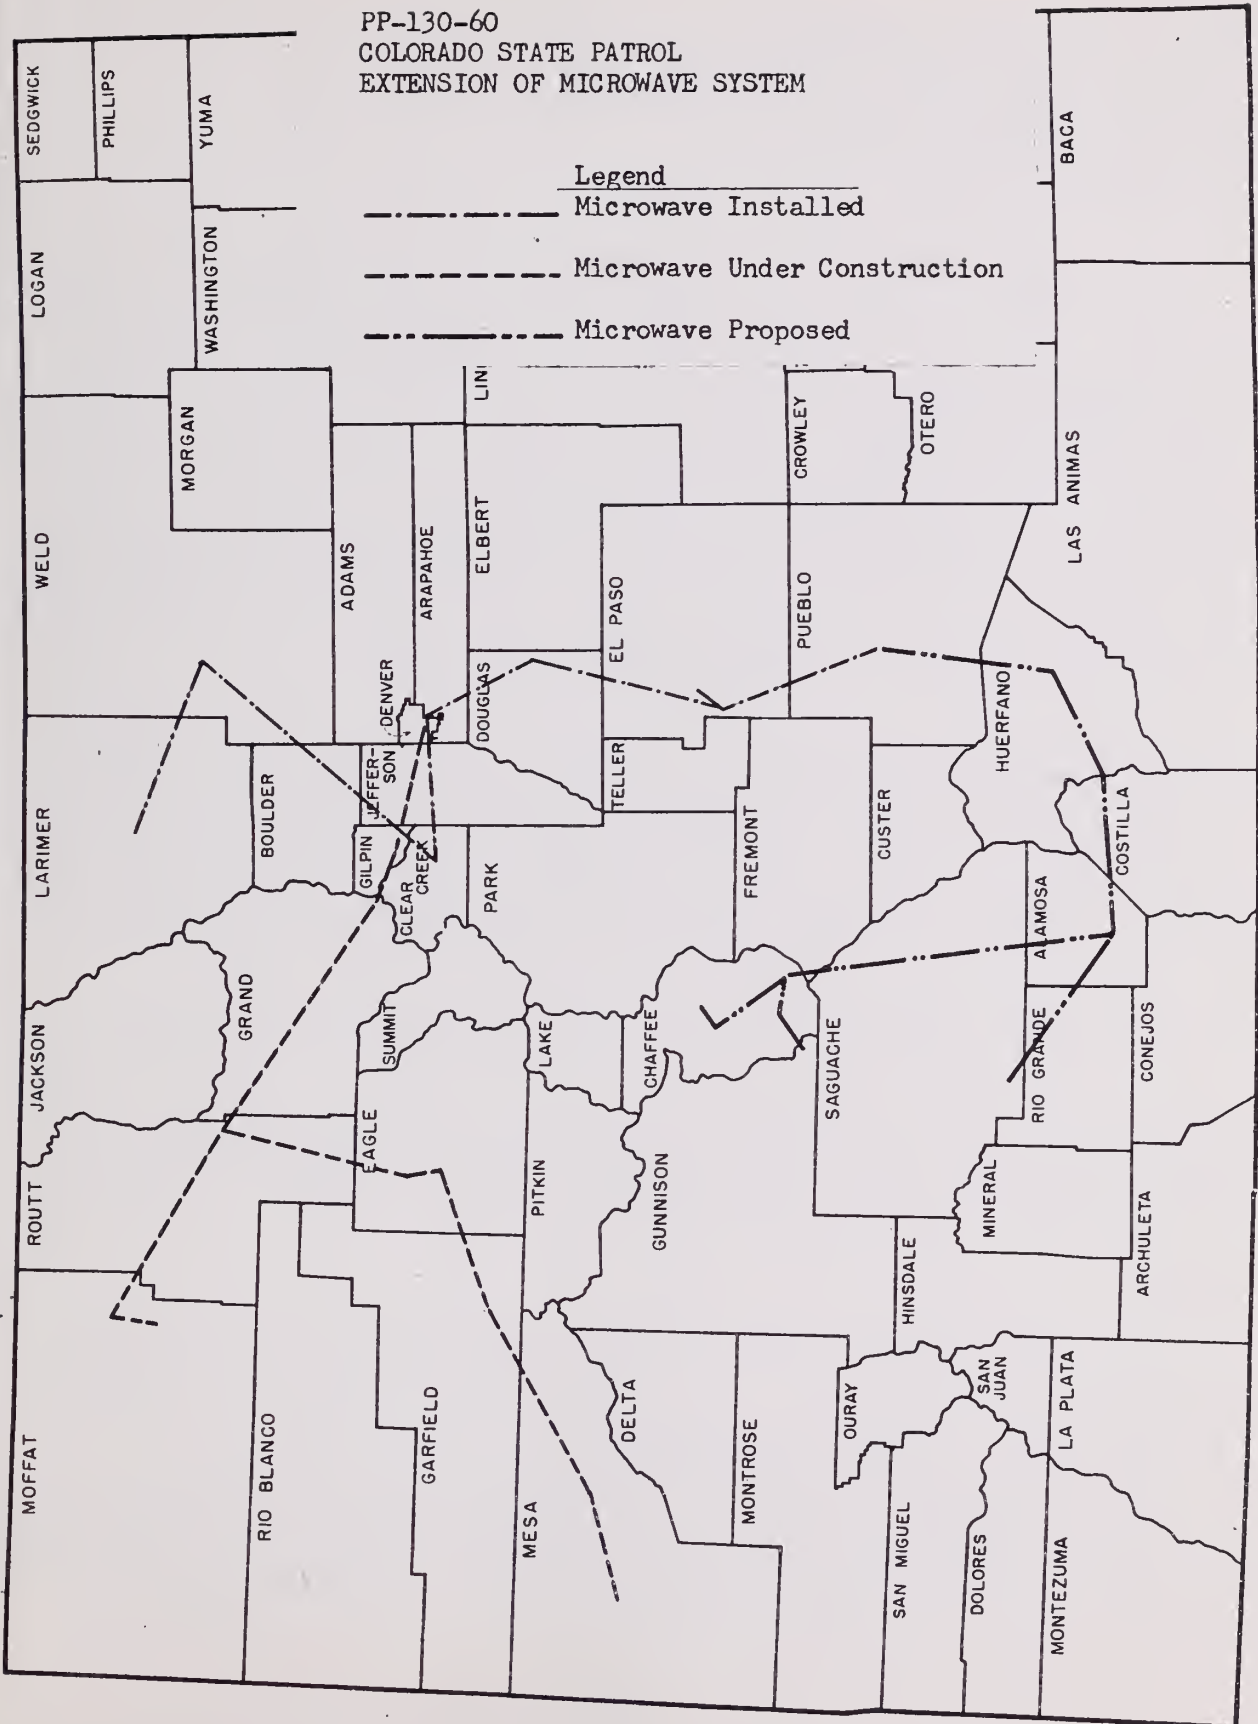 PP-130-60
COLORADO STATE PATROL
EXTENSION OF MICROWAVE SYSTEM
Legend
Microwave Installed
Microwave Under Construction
Microwave Proposed
SEDGWICK
PHILLIPS
YUMA
LOGAN
WASHINGTON
MORGAN
WELD
ADAMS
ARAPAHOE
ELBERT
LIN
CROWLEY
OTERO
BACA
LAS ANIMAS
LARIMER
BOULDER
GILPIN
JEFFER-
SON
DENVER
CLEAR
CREEK
DOUGLAS
EL PASO
TELLER
PUEBLO
HUERFANO
PARK
FREMONT
CUSTER
COSTILLA
ALAMOSA
JACKSON
GRAND
SUMMIT
LAKE
CHAFFEE
SAGUACHE
RIO GRANDE
CONEJOS
ROUTT
EAGLE
PITKIN
GUNNISON
MINERAL
HINSDALE
ARCHULETA
MOFFAT
RIO BLANCO
GARFIELD
MESA
DELTA
MONTROSE
OURAY
SAN
JUAN
LA PLATA
SAN MIGUEL
DOLORES
MONTEZUMA